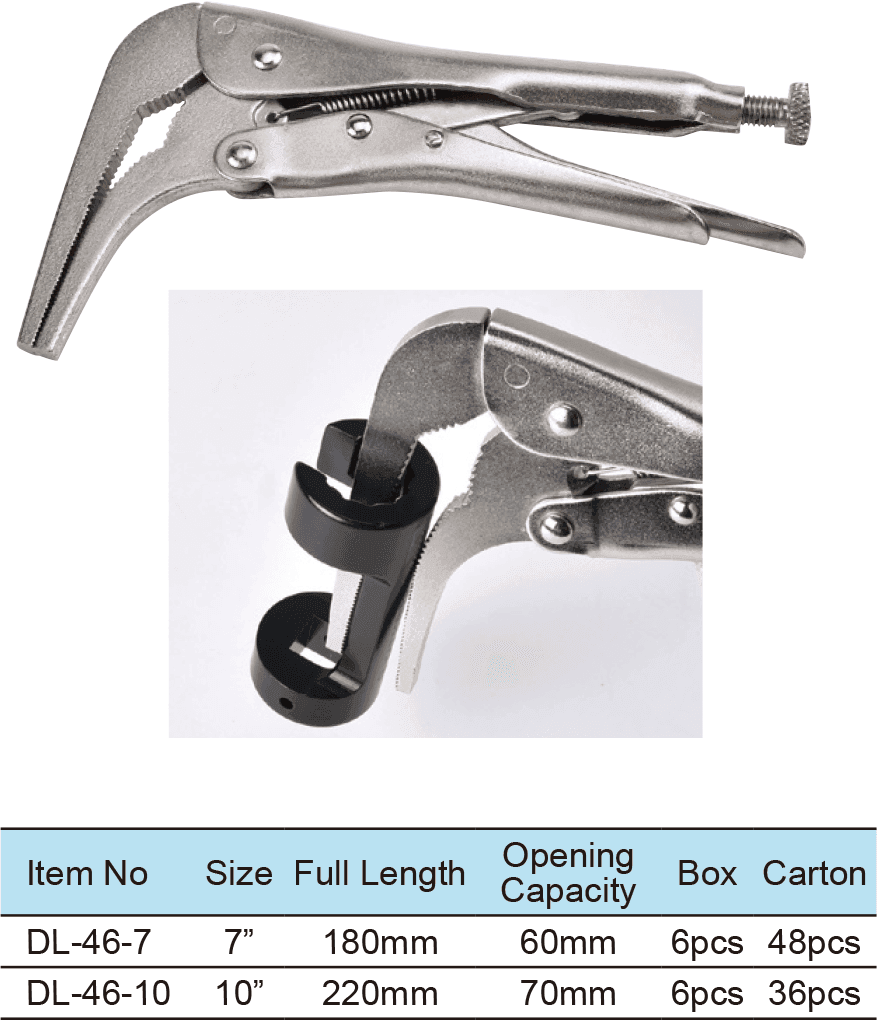 Item No Size Full Length Opening Capacity Box Carton
DL-46-7 7” 180mm 60mm 6pcs 48pcs
DL-46-10 10” 220mm 70mm 6pcs 36pcs